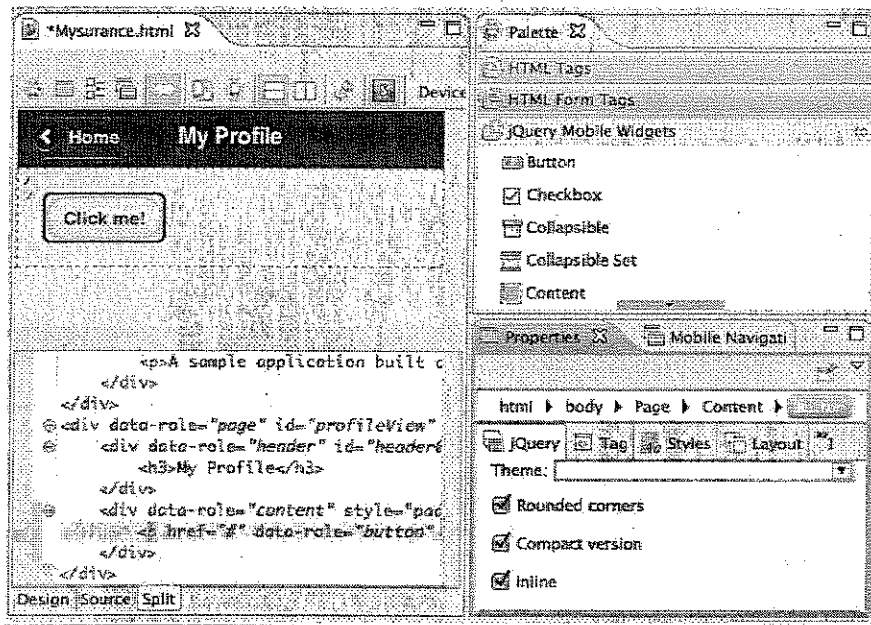 *Mysurance.html
Device
Home
My Profile
Click me!
<p>A sample application built c
</div>
</div>
<div data-role="page" id="profileView"
<div data-role="header" id="header
<h3>My Profile</h3>
</div>
<div data-role="content" style="pad
href="#" data-role="button"
</div>
</div>
Design
Source
Split
Palette
HTML Tags
HTML Form Tags
jQuery Mobile Widgets
Button
Checkbox
Collapsible
Collapsible Set
Content
Properties
Mobile Navigati
html
body
Page
Content
jQuery
Tag
Styles
Layout
Theme:
Rounded corners
Compact version
Inline